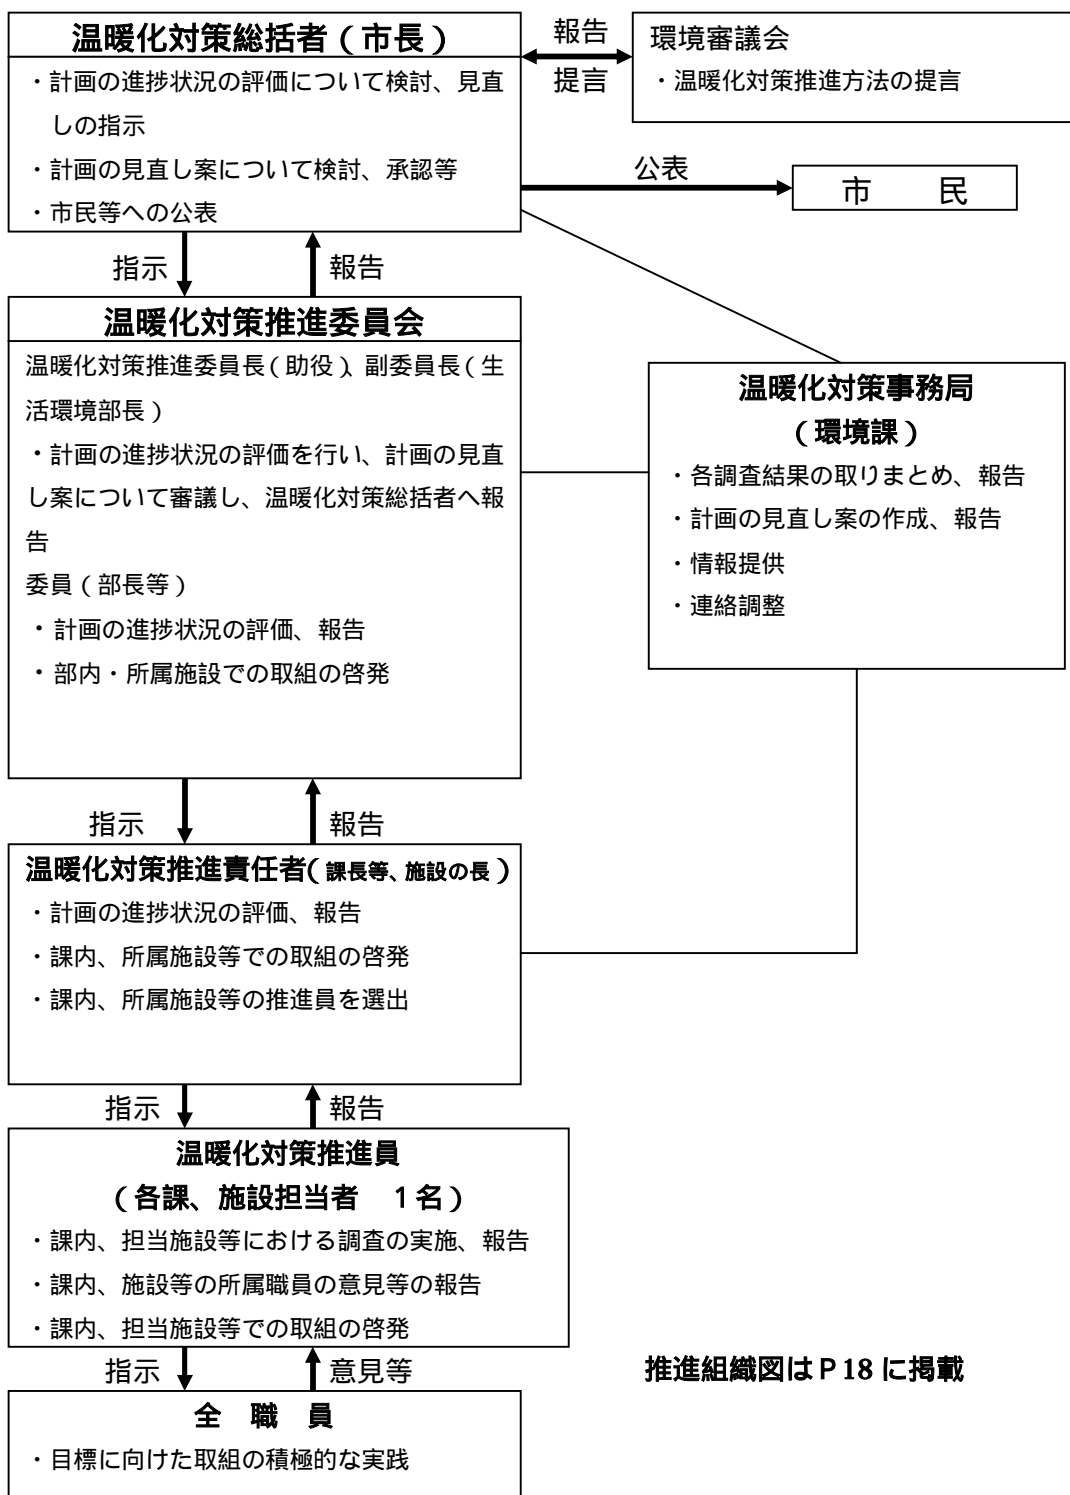 温暖化対策総括者（市長）
・計画の進捗状況の評価について検討、見直
しの指示
・計画の見直し案について検討、承認等
・市民等への公表
報告
提言
環境審議会
・温暖化対策推進方法の提言
公表
市　　民
指示
報告
温暖化対策推進委員会
温暖化対策推進委員長（助役）、副委員長（生
活環境部長）
・計画の進捗状況の評価を行い、計画の見直
し案について審議し、温暖化対策総括者へ報
告
委員（部長等）
・計画の進捗状況の評価、報告
・部内・所属施設での取組の啓発
温暖化対策事務局
（環境課）
・各調査結果の取りまとめ、報告
・計画の見直し案の作成、報告
・情報提供
・連絡調整
指示
報告
温暖化対策推進責任者（課長等、施設の長）
・計画の進捗状況の評価、報告
・課内、所属施設等での取組の啓発
・課内、所属施設等の推進員を選出
指示
報告
温暖化対策推進員
（各課、施設担当者　１名）
・課内、担当施設等における調査の実施、報告
・課内、施設等の所属職員の意見等の報告
・課内、担当施設等での取組の啓発
指示
意見等
推進組織図はＰ18 に掲載
全　職　員
・目標に向けた取組の積極的な実践